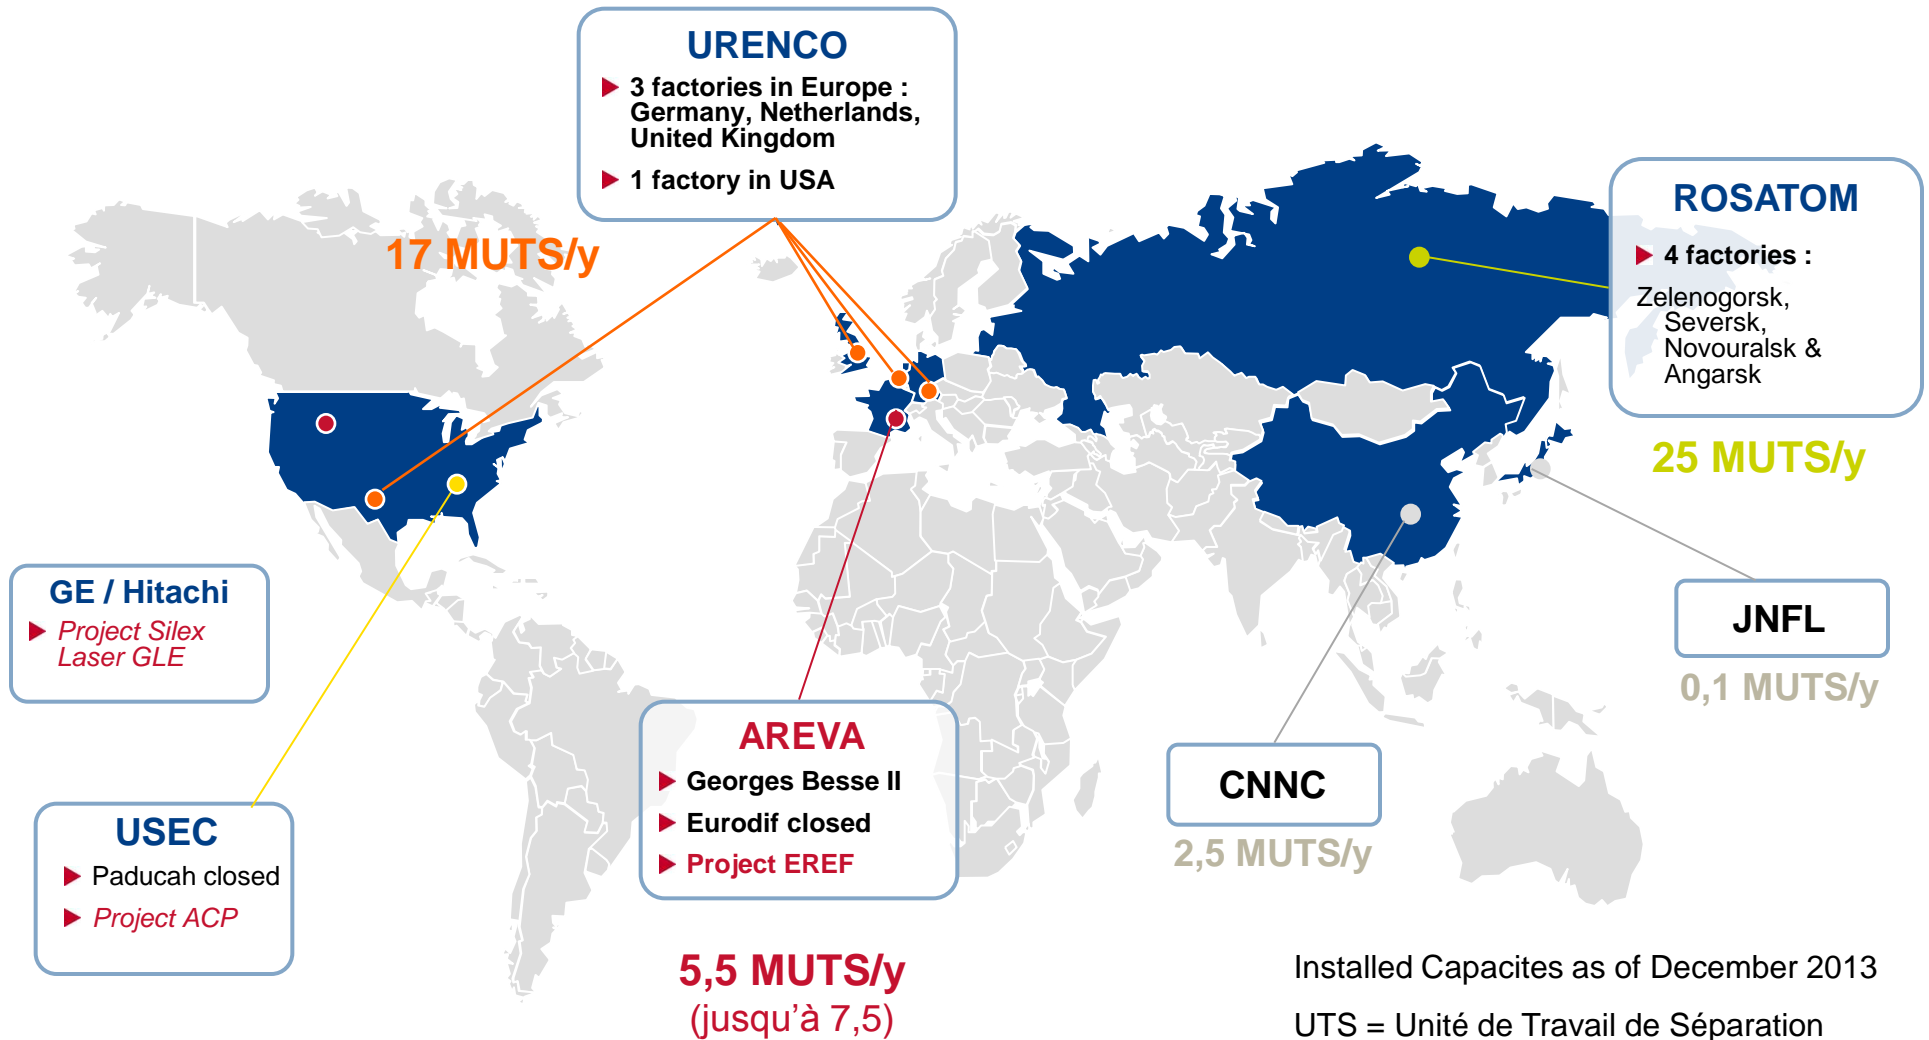 URENCO
3 factories in Europe :
Germany, Netherlands,
United Kingdom
1 factory in USA
17 MUTS/y
ROSATOM
4 factories :
Zelenogorsk,
Seversk,
Novouralsk &
Angarsk
25 MUTS/y
GE / Hitachi
Project Silex
Laser GLE
JNFL
0,1 MUTS/y
AREVA
Georges Besse II
Eurodif closed
Project EREF
CNNC
2,5 MUTS/y
USEC
Paducah closed
Project ACP
5,5 MUTS/y
(jusqu'à 7,5)
Installed Capacites as of December 2013
UTS = Unité de Travail de Séparation